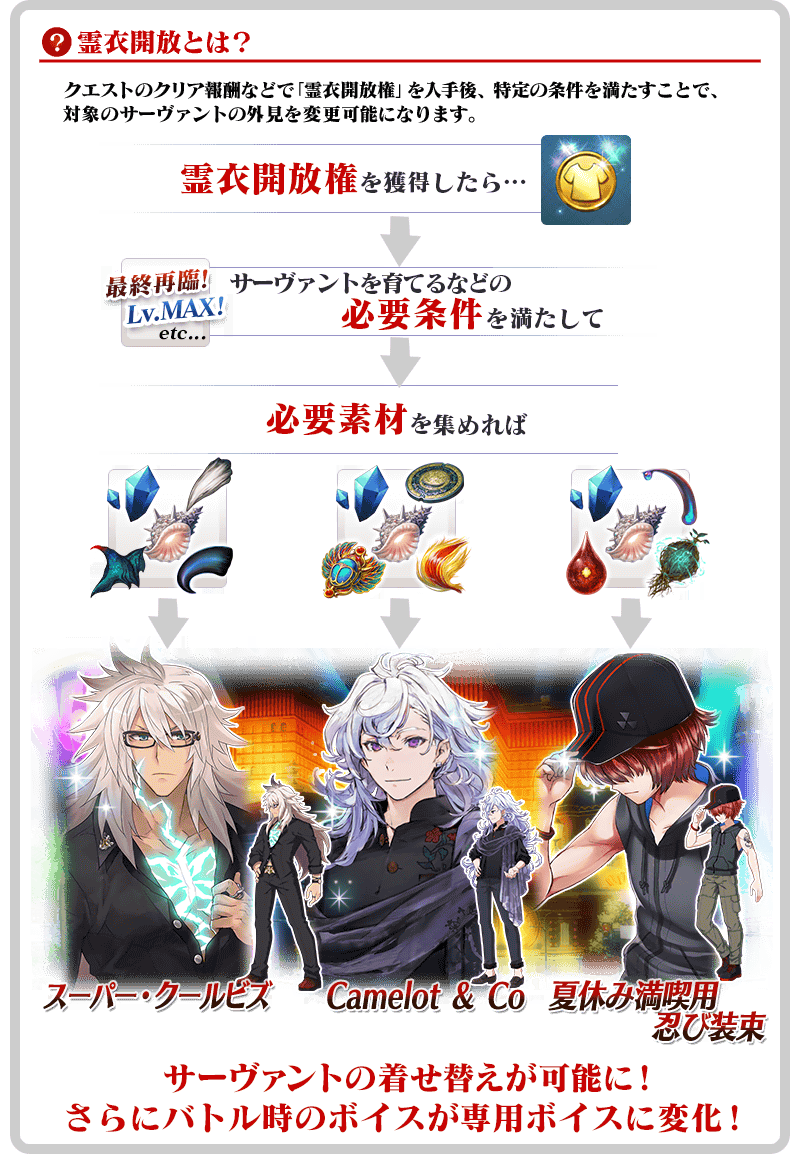 ? 霊衣開放とは？
クエストのクリア報酬などで「霊衣開放権」を入手後、特定の条件を満たすことで、
対象のサーヴァントの外見を変更可能になります。
霊衣開放権を獲得したら…
最終再臨!
Lv.MAX!
etc...
サーヴァントを育てるなどの
必要条件を満たして
必要素材を集めれば
スーパー・クールビズ
Camelot & Co
夏休み満喫用
忍び装束
サーヴァントの着せ替えが可能に！
さらにバトル時のボイスが専用ボイスに変化！